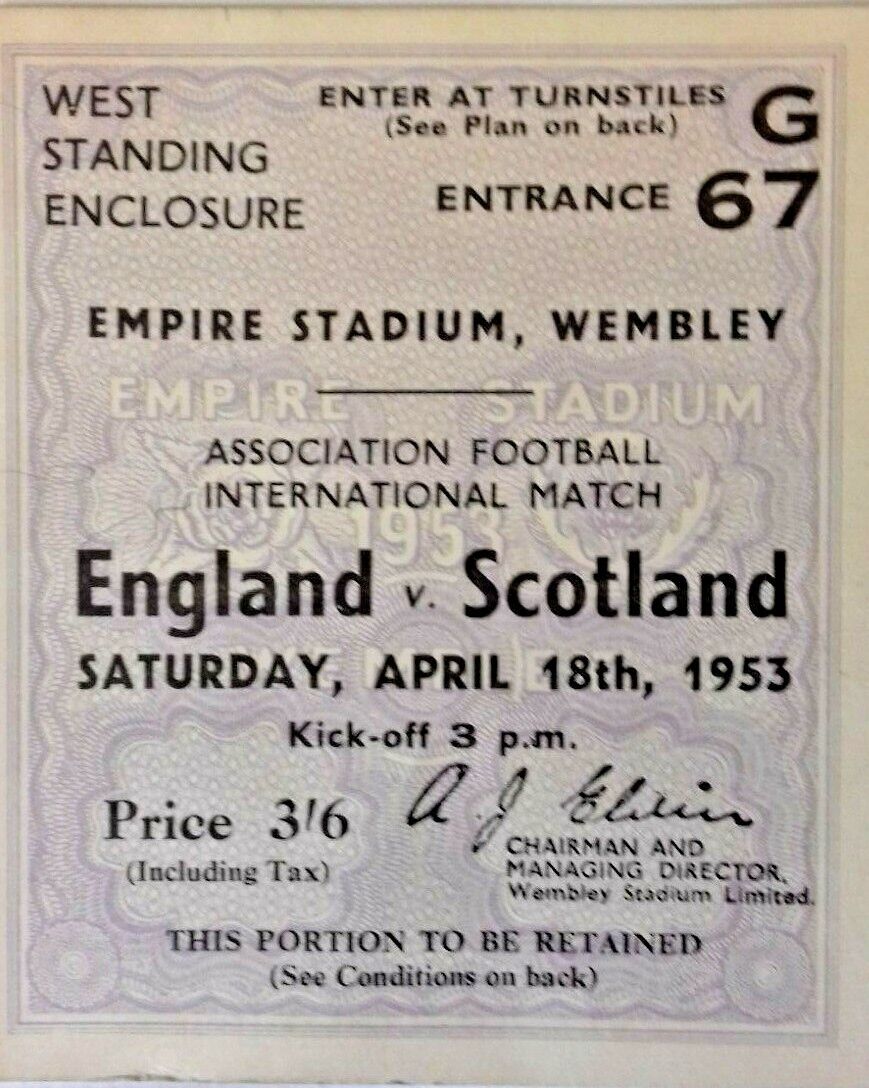 WEST
STANDING
ENCLOSURE
ENTER AT TURNSTILES G
(See Plan on back)
ENTRANCE 67
EMPIRE STADIUM, WEMBLEY
EMPIRE STADIUM
ASSOCIATION FOOTBALL
INTERNATIONAL MATCH
1953
England v. Scotland
SATURDAY, APRIL 18th, 1953
Kick-off 3 p.m.
Price 3'6
(Including Tax)
A. J. Elvin
CHAIRMAN AND
MANAGING DIRECTOR,
Wembley Stadium Limited.
THIS PORTION TO BE RETAINED
(See Conditions on back)